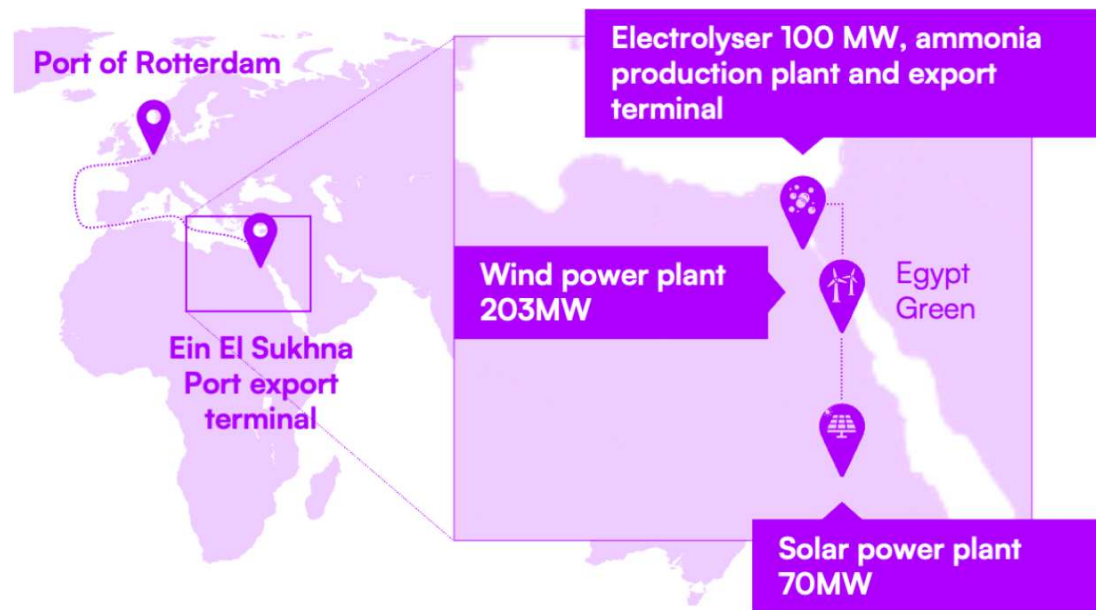 Port of Rotterdam
Electrolyser 100 MW, ammonia
production plant and export
terminal
Wind power plant
203MW
Egypt
Green
Ein El Sukhna
Port export
terminal
Solar power plant
70MW